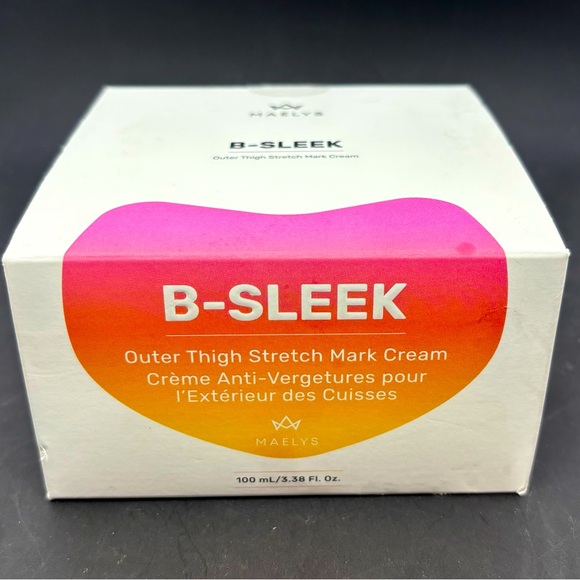 MAËLYS
B-SLEEK
Outer Thigh Stretch Mark Cream
B-SLEEK
Outer Thigh Stretch Mark Cream
Crème Anti-Vergetures pour
l'Extérieur des Cuisses
MAELYS
100 mL/3.38 Fl. Oz.